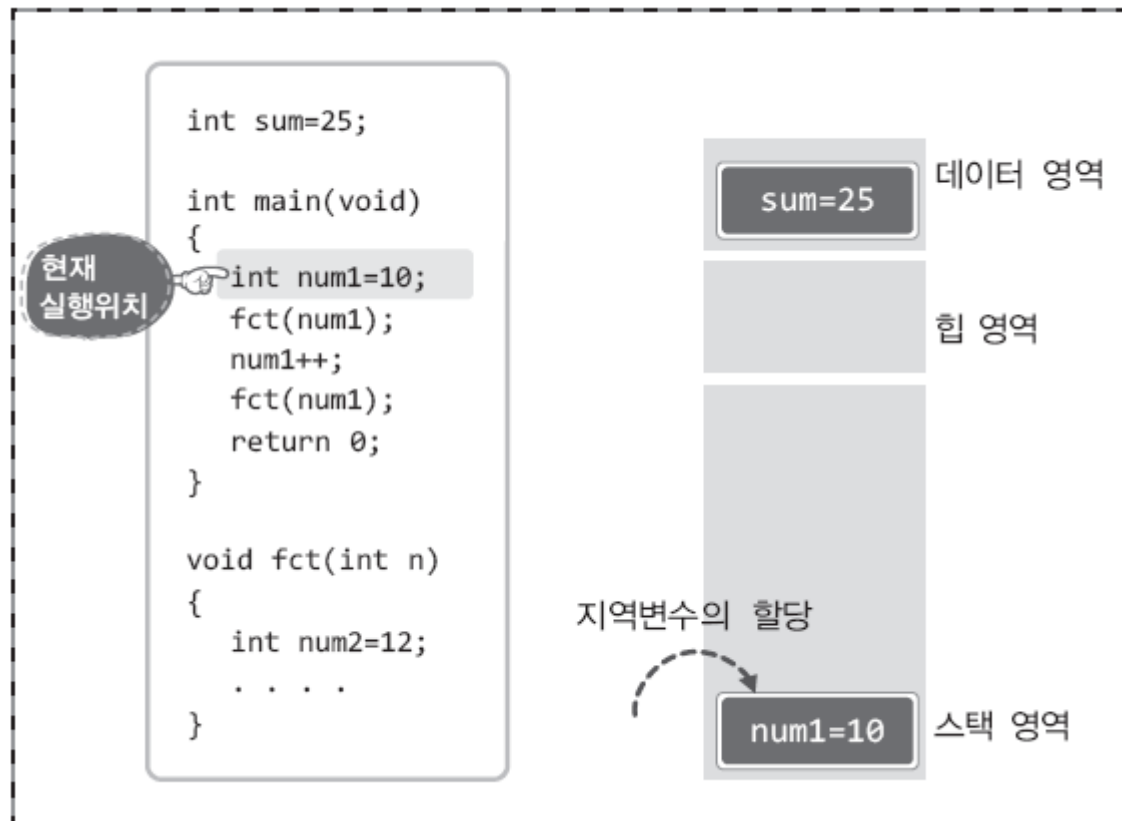 int sum=25;
int main(void)
{
int num1=10;
fct(num1);
num1++;
fct(num1);
return 0;
}
void fct(int n)
{
int num2=12;
. . . .
}
현재
실행위치
sum=25
데이터 영역
힙 영역
지역변수의 할당
num1=10
스택 영역